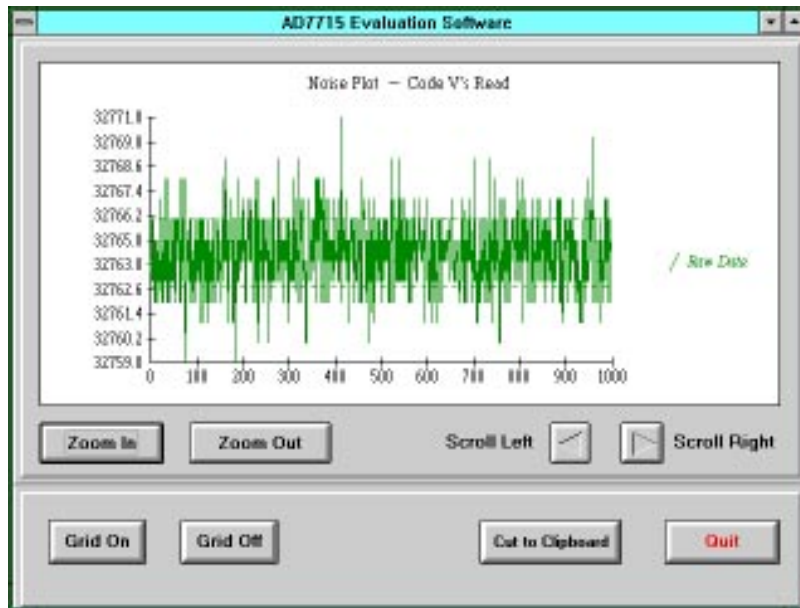 AD7715 Evaluation Software
Noise Plot - Code V's Read
32771.0
32769.8
32768.6
32767.4
32766.2
32765.0
32763.8
32762.6
32761.4
32760.2
32759.0
0 100 200 300 400 500 600 700 800 900 1000
/ Raw Data
Zoom In
Zoom Out
Scroll Left
Scroll Right
Grid On
Grid Off
Cut to Clipboard
Quit